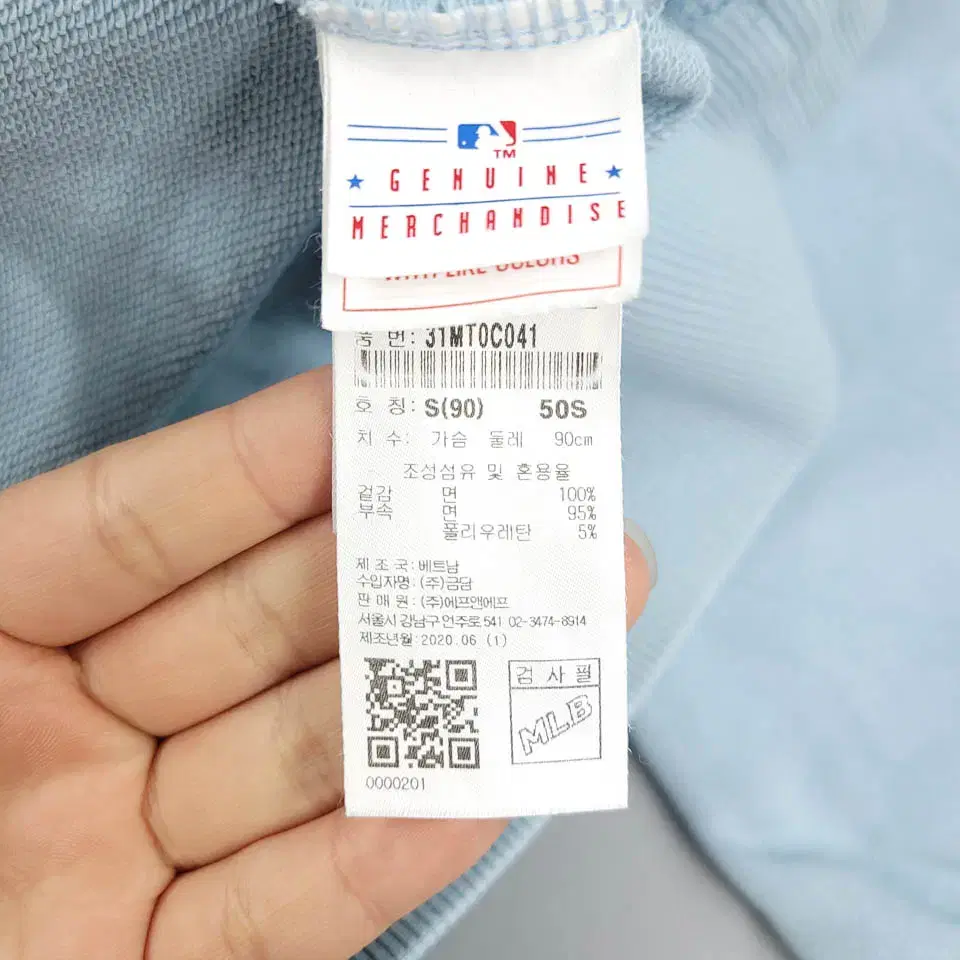 TM
GENUINE
MERCHANDISE
WITH LIKE COLORS
품 번: 31MT0C041
호 칭: S(90) 50S
치 수: 가슴 둘레 90cm
조성섬유 및 혼용율
겉감 면 100%
부속 면 95%
폴리우레탄 5%
제 조 국: 베트남
수입자명: (주)금담
판 매 원: (주)에프앤에프
서울시 강남구 언주로 541 02-3474-8914
제조년월: 2020.06 (1)
검사필
MLB
0000201